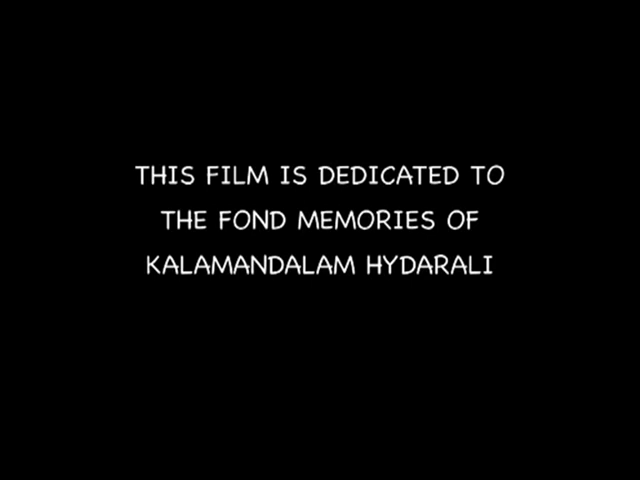 THIS FILM IS DEDICATED TO
THE FOND MEMORIES OF
KALAMANDALAM HYDARALI